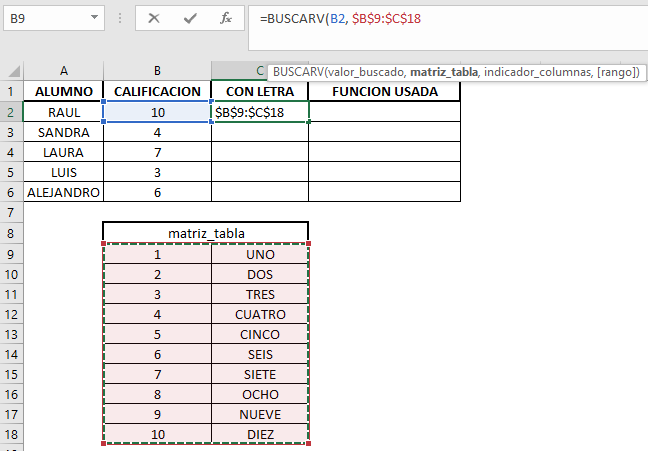 B9 =BUSCARV(B2, $B$9:$C$18
BUSCARV(valor_buscado, matriz_tabla, indicador_columnas, [rango])
A B C D
1 ALUMNO CALIFICACION CON LETRA FUNCION USADA
2 RAUL 10 $B$9:$C$18
3 SANDRA 4
4 LAURA 7
5 LUIS 3
6 ALEJANDRO 6
7
8 matriz_tabla
9 1 UNO
10 2 DOS
11 3 TRES
12 4 CUATRO
13 5 CINCO
14 6 SEIS
15 7 SIETE
16 8 OCHO
17 9 NUEVE
18 10 DIEZ